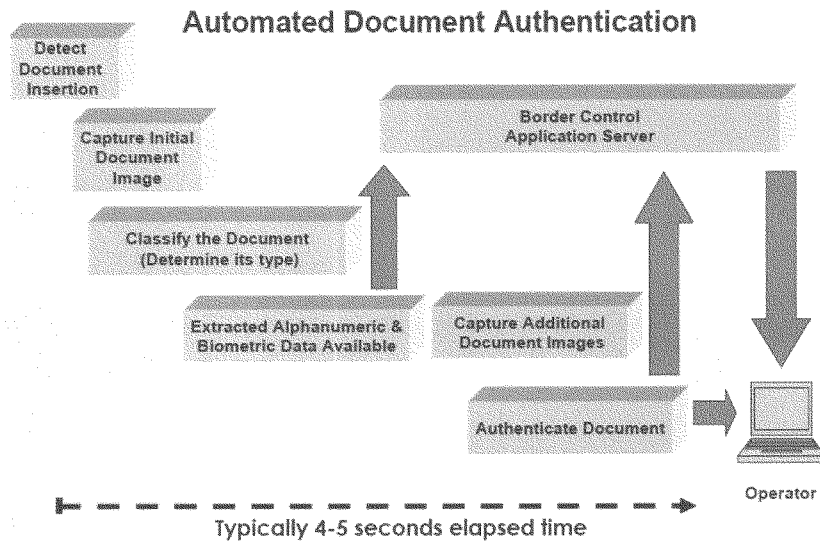 Automated Document Authentication
Detect
Document
Insertion
Capture Initial
Document
Image
Border Control
Application Server
Classify the Document
(Determine its type)
Extracted Alphanumeric &
Biometric Data Available
Capture Additional
Document Images
Authenticate Document
Operator
Typically 4-5 seconds elapsed time